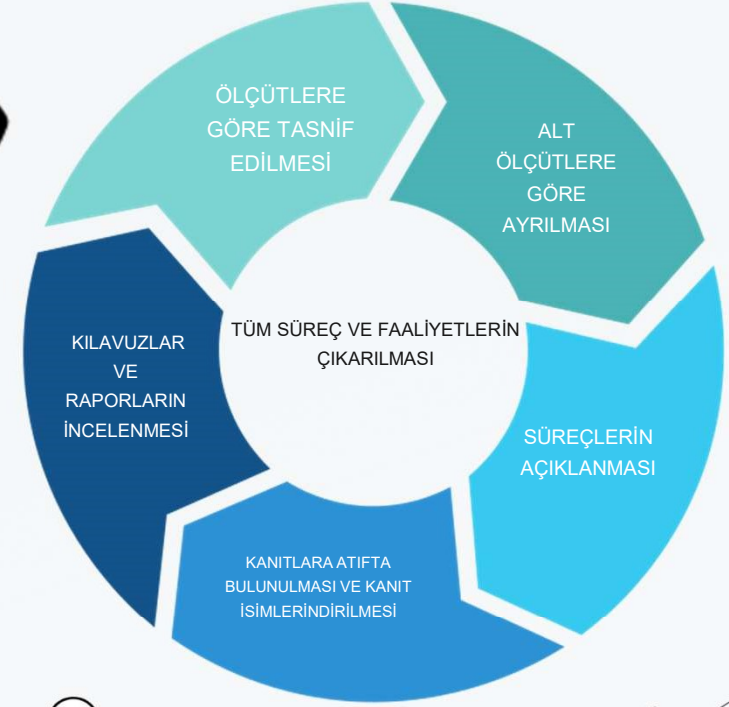 ÖLÇÜTLERE
GÖRE TASNİF
EDİLMESİ
ALT
ÖLÇÜTLERE
GÖRE
AYRILMASI
TÜM SÜREÇ VE FAALİYETLERİN
ÇIKARILMASI
KILAVUZLAR
VE
RAPORLARIN
İNCELENMESİ
SÜREÇLERİN
AÇIKLANMASI
KANITLARA ATIFTA
BULUNULMASI VE KANIT
İSİMLERİNDİRİLMESİ